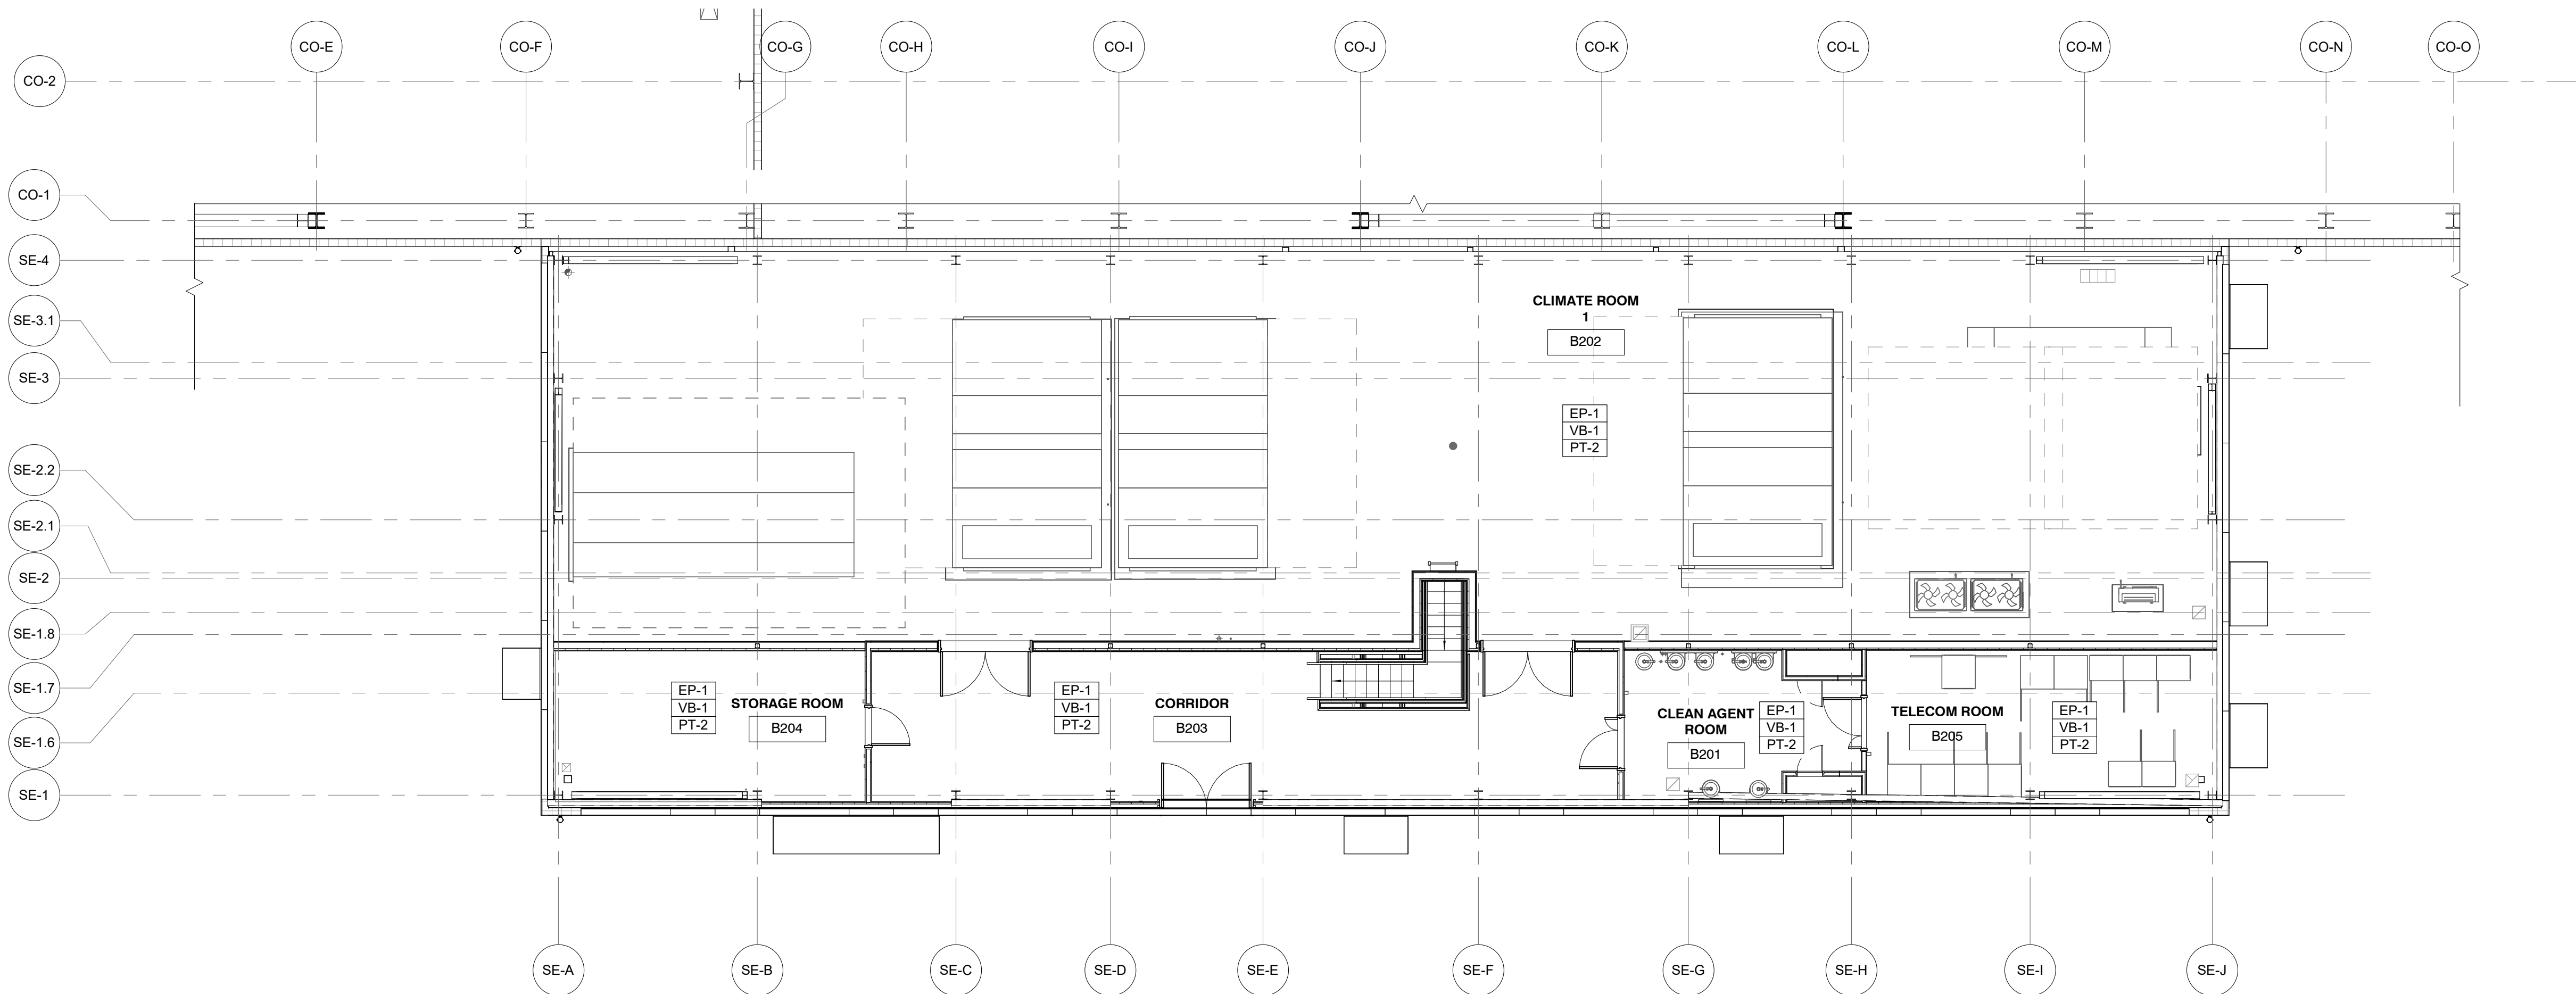 CO-E
CO-F
CO-G
CO-H
CO-I
CO-J
CO-K
CO-L
CO-M
CO-N
CO-O
CO-2
CO-1
SE-4
SE-3.1
SE-3
SE-2.2
SE-2.1
SE-2
SE-1.8
SE-1.7
SE-1.6
SE-1
CLIMATE ROOM
1
B202
EP-1
VB-1
PT-2
EP-1
VB-1
PT-2
STORAGE ROOM
B204
EP-1
VB-1
PT-2
CORRIDOR
B203
CLEAN AGENT
ROOM
B201
EP-1
VB-1
PT-2
TELECOM ROOM
B205
EP-1
VB-1
PT-2
SE-A
SE-B
SE-C
SE-D
SE-E
SE-F
SE-G
SE-H
SE-I
SE-J